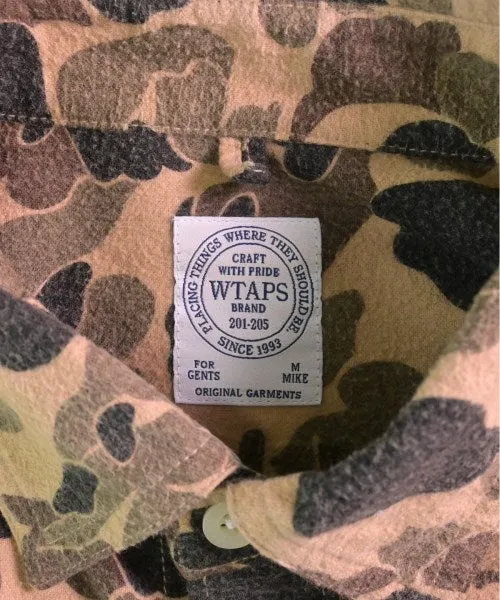 PLACING THINGS WHERE THEY SHOULD BE.
CRAFT
WITH PRIDE
WTAPS
BRAND
201-205
SINCE 1993
FOR
GENTS
M
MIKE
ORIGINAL GARMENTS